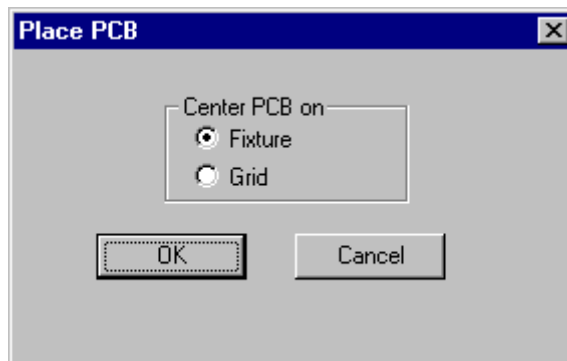 Place PCB
Center PCB on
Fixture
Grid
OK
Cancel